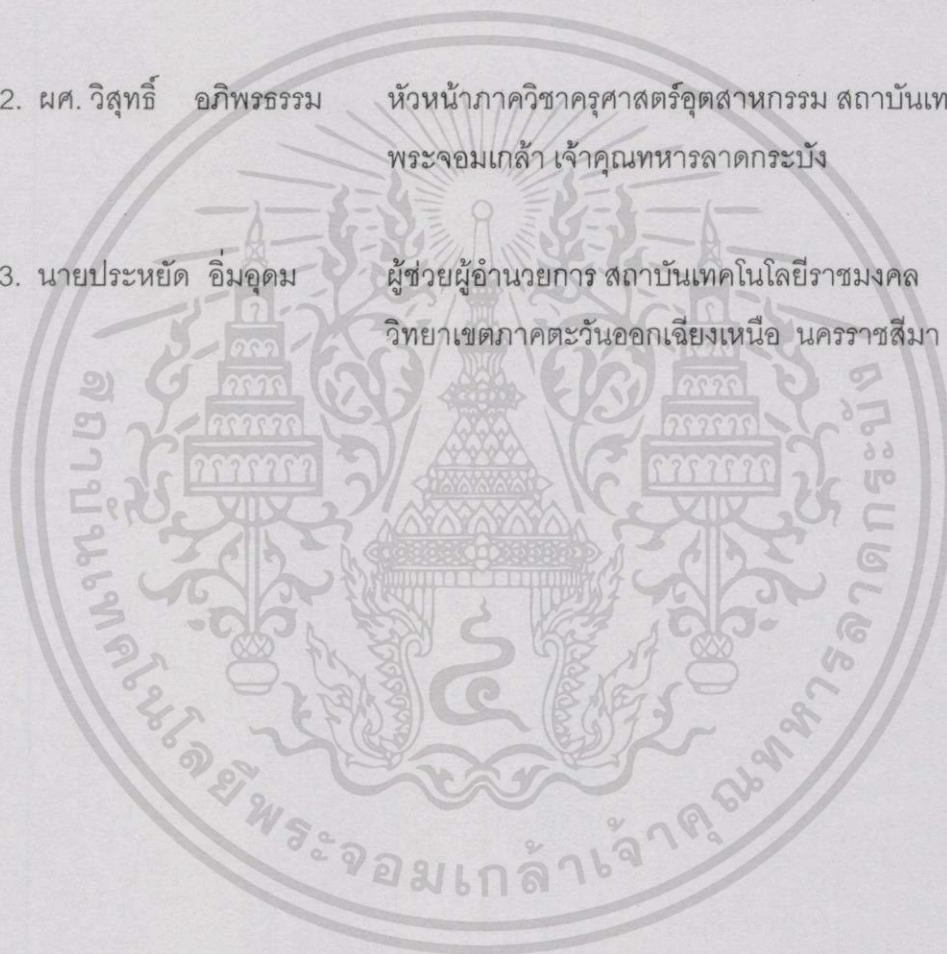 2. ผศ. วิสุทธิ์ อภิพรธรรม หัวหน้าภาควิชาครุศาสตร์อุตสาหกรรม
พระจอมเกล้า เจ้าคุณทหารลาดกระบัง
3. นายประหยัด อิ่มอุดม ผู้ช่วยผู้อำนวยการ สถาบันเทคโนโลยีราชมงคล
วิทยาเขตภาคตะวันออกเฉียงเหนือ นครราชสีมา
สถาบันเทคโนโลยีพระจอมเกล้าเจ้าคุณทหารลาดกระบัง
๔